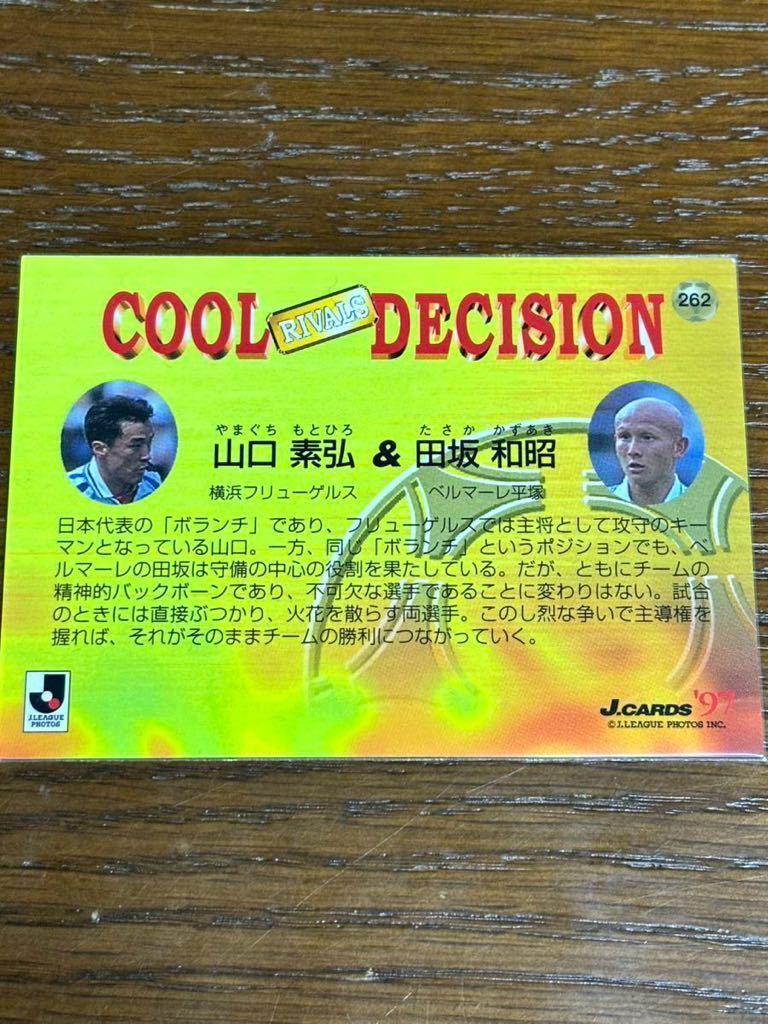 COOL RIVALS DECISION
262
やまぐち もとひろ たさか かずあき
山口 素弘 & 田坂 和昭
横浜フリューゲルス ベルマーレ平塚
日本代表の「ボランチ」であり、フリューゲルスでは主将として攻守のキー
マンとなっている山口。一方、同じ「ボランチ」というポジションでも、ベ
ルマーレの田坂は守備の中心の役割を果たしている。だが、ともにチームの
精神的バックボーンであり、不可欠な選手であることに変わりはない。試合
のときには直接ぶつかり、火花を散らす両選手。このし烈な争いで主導権を
握れば、それがそのままチームの勝利につながっていく。
J.LEAGUE
PHOTOS
J.CARDS '97
©J.LEAGUE PHOTOS INC.